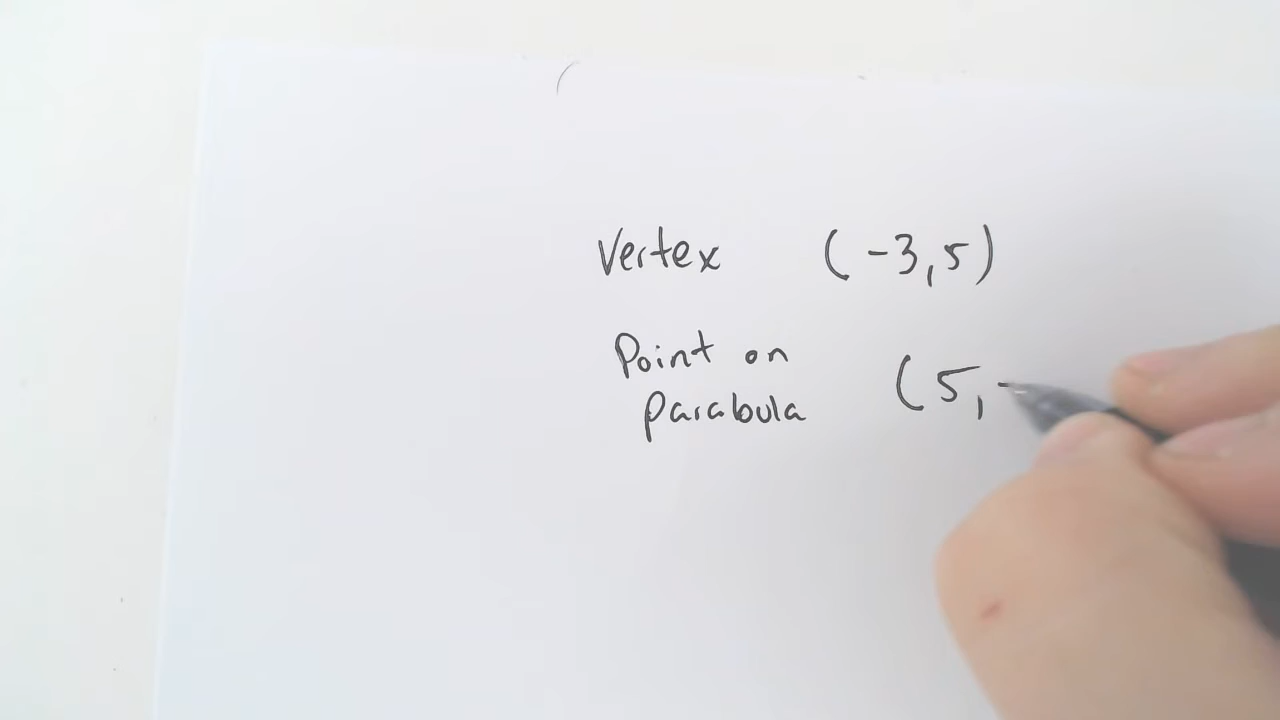 Vertex (-3,5)
Point on
parabula (5,-